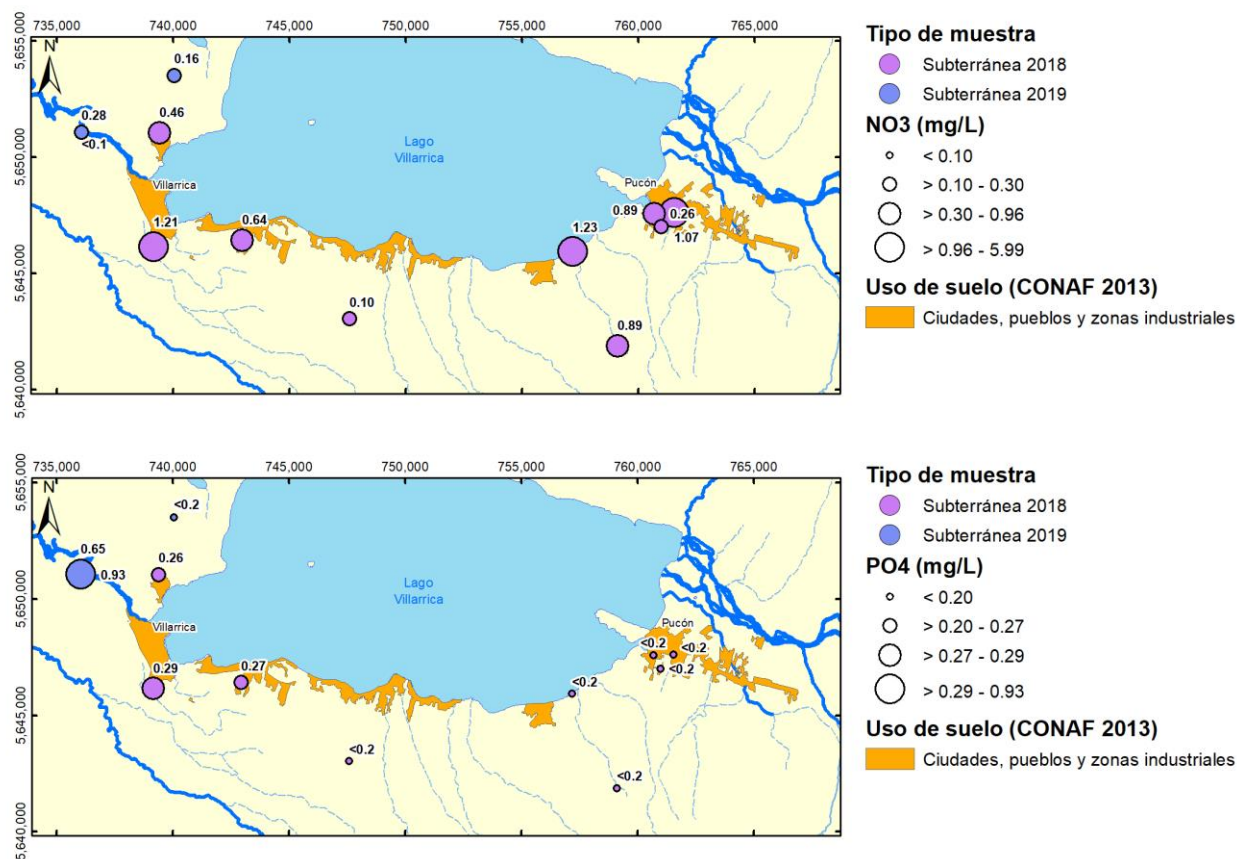 735,000 740,000 745,000 750,000 755,000 760,000 765,000
5,655,000
5,650,000
5,645,000
5,640,000
N
0.16
0.28
<0.1
0.46
Lago
Villarrica
Villarrica
Pucón
1.21
0.64
1.23
0.89
0.26
1.07
0.10
0.89
Tipo de muestra
Subterránea 2018
Subterránea 2019
NO3 (mg/L)
< 0.10
> 0.10 - 0.30
> 0.30 - 0.96
> 0.96 - 5.99
Uso de suelo (CONAF 2013)
Ciudades, pueblos y zonas industriales
735,000 740,000 745,000 750,000 755,000 760,000 765,000
5,655,000
5,650,000
5,645,000
5,640,000
N
<0.2
0.65
0.93
0.26
Lago
Villarrica
Villarrica
Pucón
0.29
0.27
<0.2
<0.2
<0.2
<0.2
<0.2
<0.2
Tipo de muestra
Subterránea 2018
Subterránea 2019
PO4 (mg/L)
< 0.20
> 0.20 - 0.27
> 0.27 - 0.29
> 0.29 - 0.93
Uso de suelo (CONAF 2013)
Ciudades, pueblos y zonas industriales